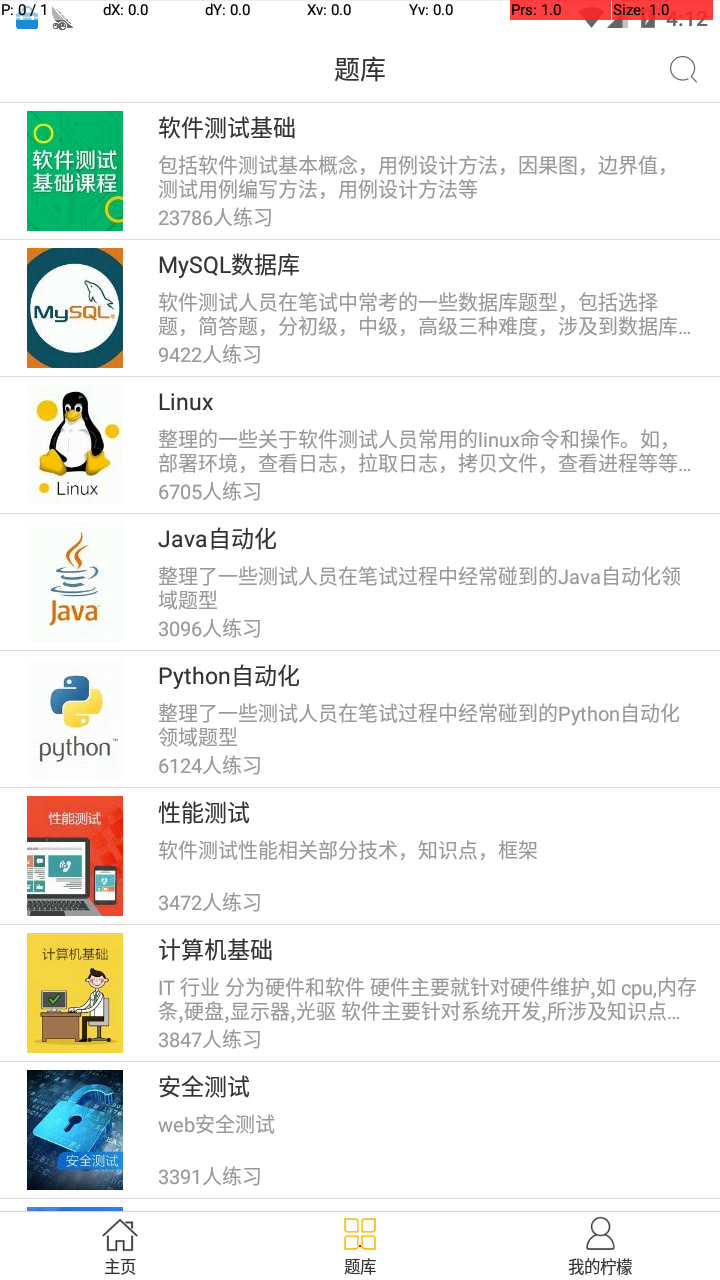 P: 0 / 1 dX: 0.0 dY: 0.0 Xv: 0.0 Yv: 0.0 Prs: 1.0 Size: 1.0
4:12
题库
软件测试
基础课程
软件测试基础
包括软件测试基本概念，用例设计方法，因果图，边界值，
测试用例编写方法，用例设计方法等
23786人练习
MySQL
MySQL数据库
软件测试人员在笔试中常考的一些数据库题型，包括选择
题，简答题，分初级，中级，高级三种难度，涉及到数据库...
9422人练习
Linux
Linux
整理的一些关于软件测试人员常用的linux命令和操作。如，
部署环境，查看日志，拉取日志，拷贝文件，查看进程等等...
6705人练习
Java
Java自动化
整理了一些测试人员在笔试过程中经常碰到的Java自动化领
域题型
3096人练习
python™
Python自动化
整理了一些测试人员在笔试过程中经常碰到的Python自动化
领域题型
6124人练习
性能测试
性能测试
软件测试性能相关部分技术，知识点，框架
3472人练习
计算机基础
计算机基础
IT 行业 分为硬件和软件 硬件主要就针对硬件维护,如 cpu,内存
条,硬盘,显示器,光驱 软件主要针对系统开发,所涉及知识点...
3847人练习
安全测试
安全测试
web安全测试
3391人练习
主页
题库
我的柠檬